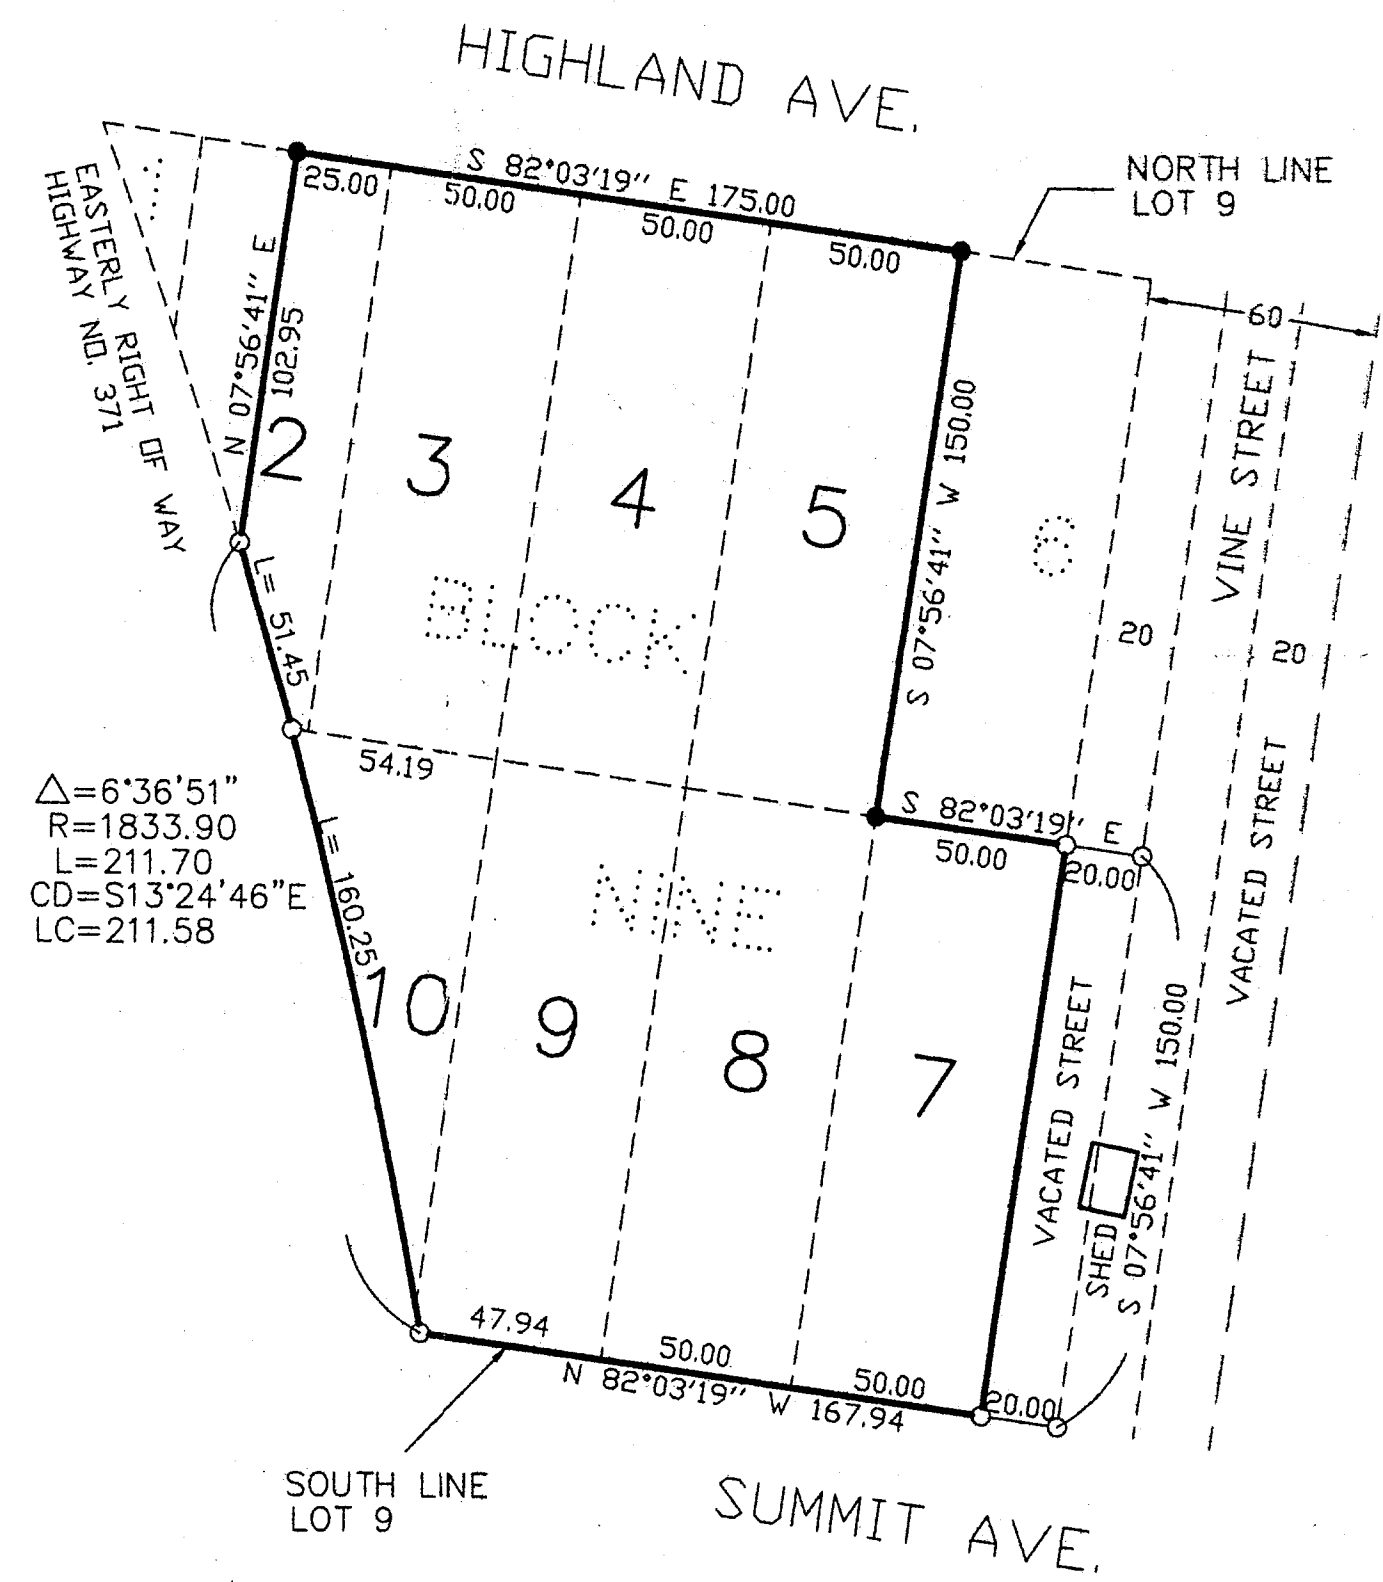 HIGHLAND AVE.
S 82°03'19" E 175.00
25.00
50.00
50.00
50.00
NORTH LINE
LOT 9
EASTERLY RIGHT OF WAY
HIGHWAY NO. 371
N 07°56'41" E
102.95
60
VINE STREET
2
3
4
5
6
S 07°56'41" W 150.00
BLOCK
20
20
L= 51.45
54.19
△=6°36'51"
R=1833.90
L=211.70
CD=S13°24'46"E
LC=211.58
L= 160.25
S 82°03'19" E
50.00
20.00
VACATED STREET
NINE
10
9
8
7
VACATED STREET
SHED
S 07°56'41" W 150.00
47.94
50.00
50.00
20.00
N 82°03'19" W 167.94
SOUTH LINE
LOT 9
SUMMIT AVE.